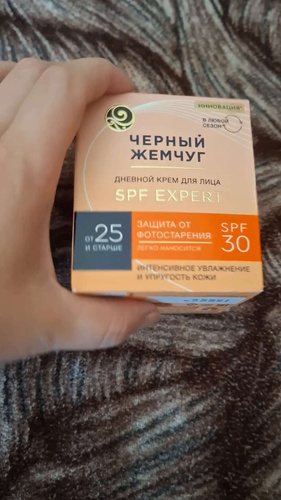 ИННОВАЦИЯ*
В ЛЮБОЙ
СЕЗОН
ЧЕРНЫЙ
ЖЕМЧУГ
ДНЕВНОЙ КРЕМ ДЛЯ ЛИЦА
SPF EXPERT
ОТ 25
И СТАРШЕ
ЗАЩИТА ОТ
ФОТОСТАРЕНИЯ
ЛЕГКО НАНОСИТСЯ
SPF
30
ИНТЕНСИВНОЕ УВЛАЖНЕНИЕ
И УПРУГОСТЬ КОЖИ